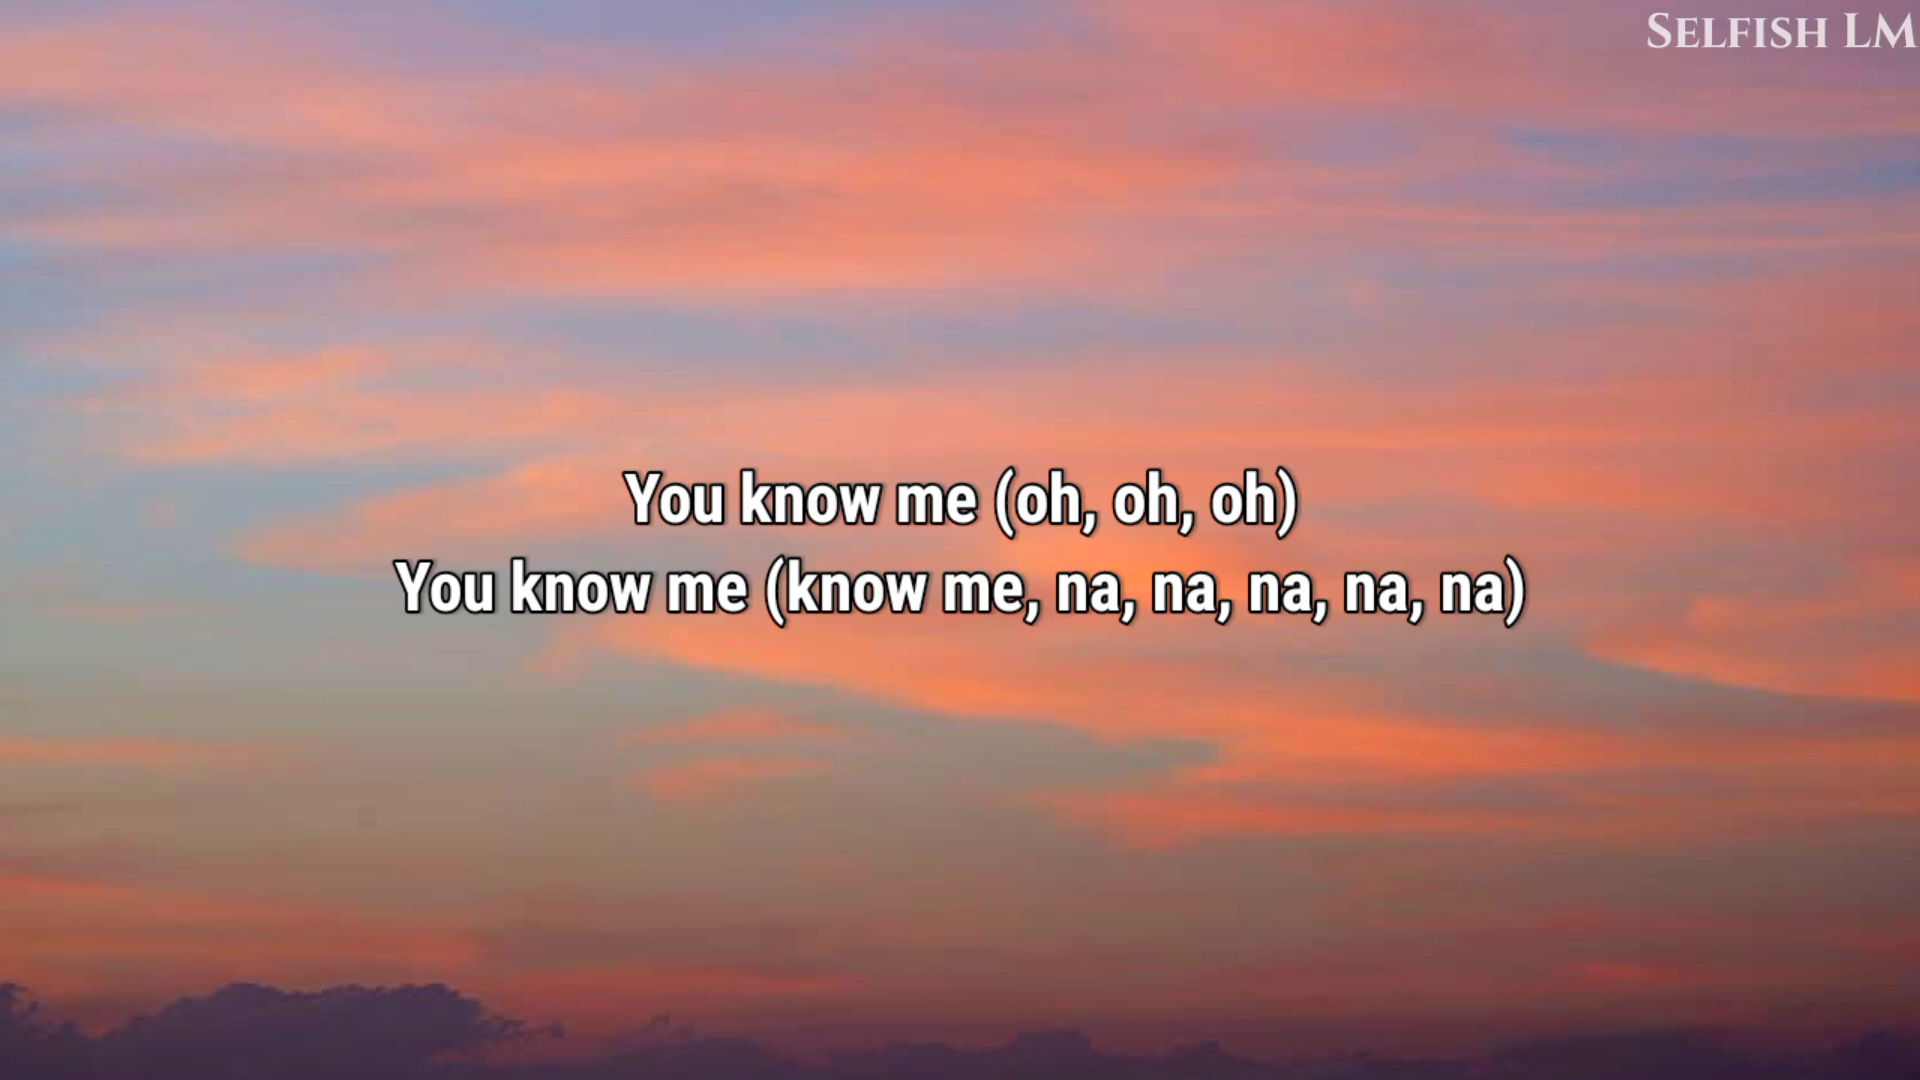 SELFISH LM
You know me (oh, oh, oh)
You know me (know me, na, na, na, na, na)